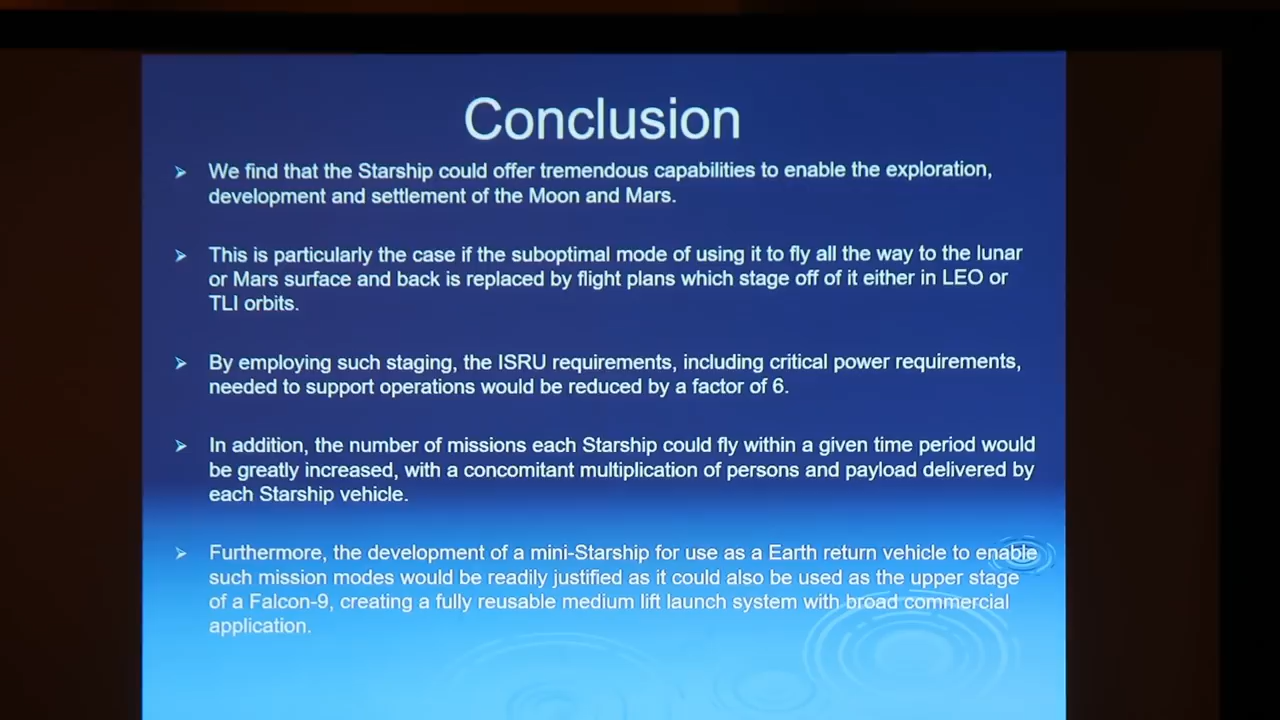 Conclusion
➢ We find that the Starship could offer tremendous capabilities to enable the exploration,
development and settlement of the Moon and Mars.
➢ This is particularly the case if the suboptimal mode of using it to fly all the way to the lunar
or Mars surface and back is replaced by flight plans which stage off of it either in LEO or
TLI orbits.
➢ By employing such staging, the ISRU requirements, including critical power requirements,
needed to support operations would be reduced by a factor of 6.
➢ In addition, the number of missions each Starship could fly within a given time period would
be greatly increased, with a concomitant multiplication of persons and payload delivered by
each Starship vehicle.
➢ Furthermore, the development of a mini-Starship for use as a Earth return vehicle to enable
such mission modes would be readily justified as it could also be used as the upper stage
of a Falcon-9, creating a fully reusable medium lift launch system with broad commercial
application.